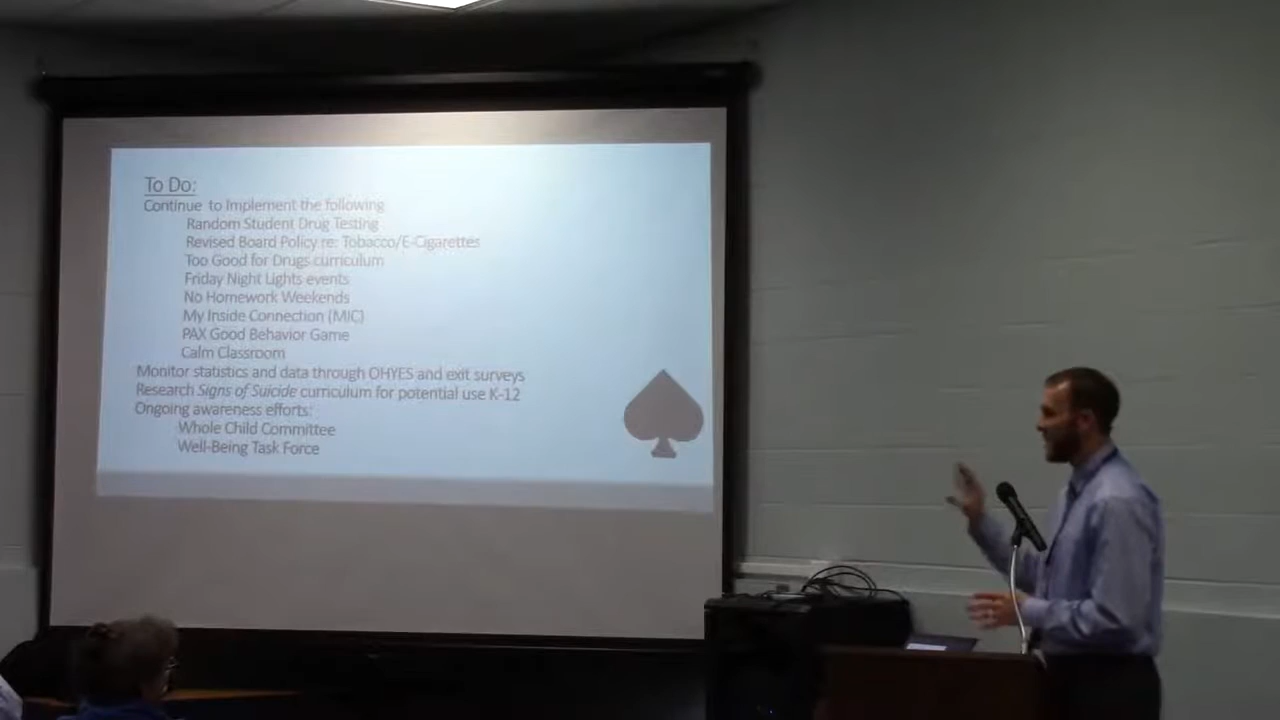 To Do:
Continue to Implement the following
Random Student Drug Testing
Revised Board Policy re: Tobacco/E-Cigarettes
Too Good for Drugs curriculum
Friday Night Lights events
No Homework Weekends
My Inside Connection (MIC)
PAX Good Behavior Game
Calm Classroom
Monitor statistics and data through OHYES and exit surveys
Research Signs of Suicide curriculum for potential use K-12
Ongoing awareness efforts:
Whole Child Committee
Well-Being Task Force